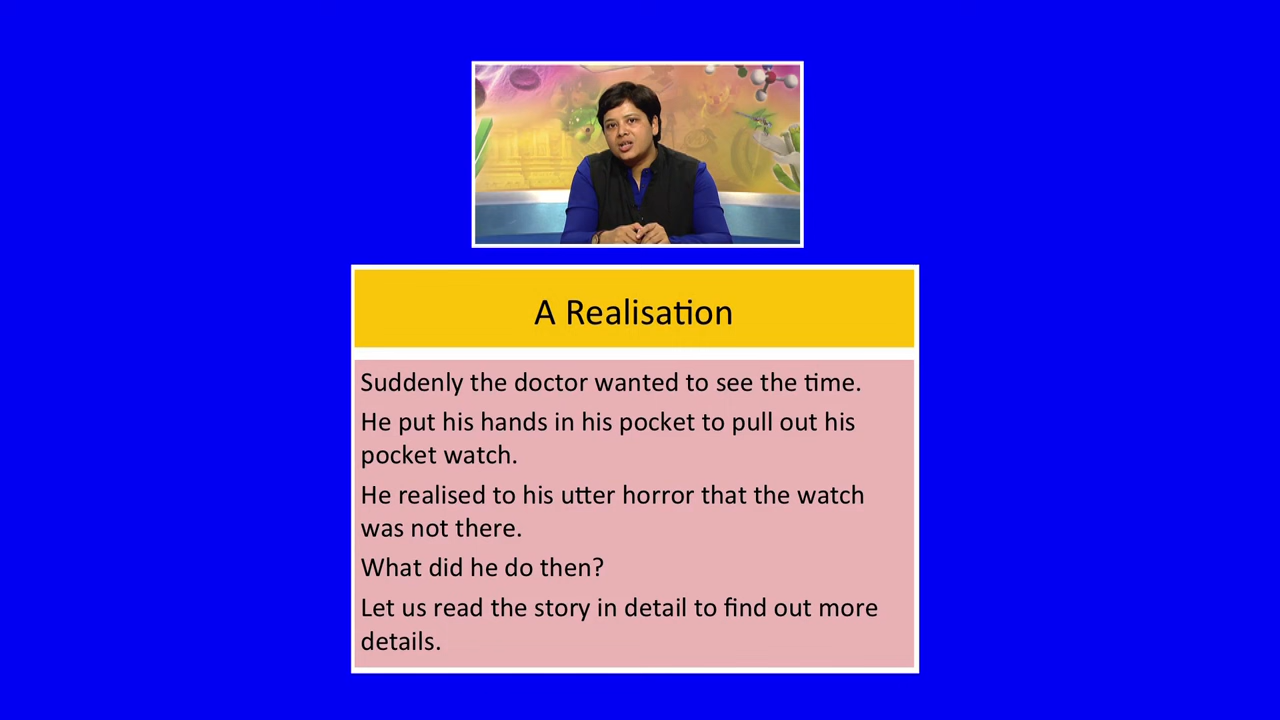 A Realisation
Suddenly the doctor wanted to see the time.
He put his hands in his pocket to pull out his
pocket watch.
He realised to his utter horror that the watch
was not there.
What did he do then?
Let us read the story in detail to find out more
details.